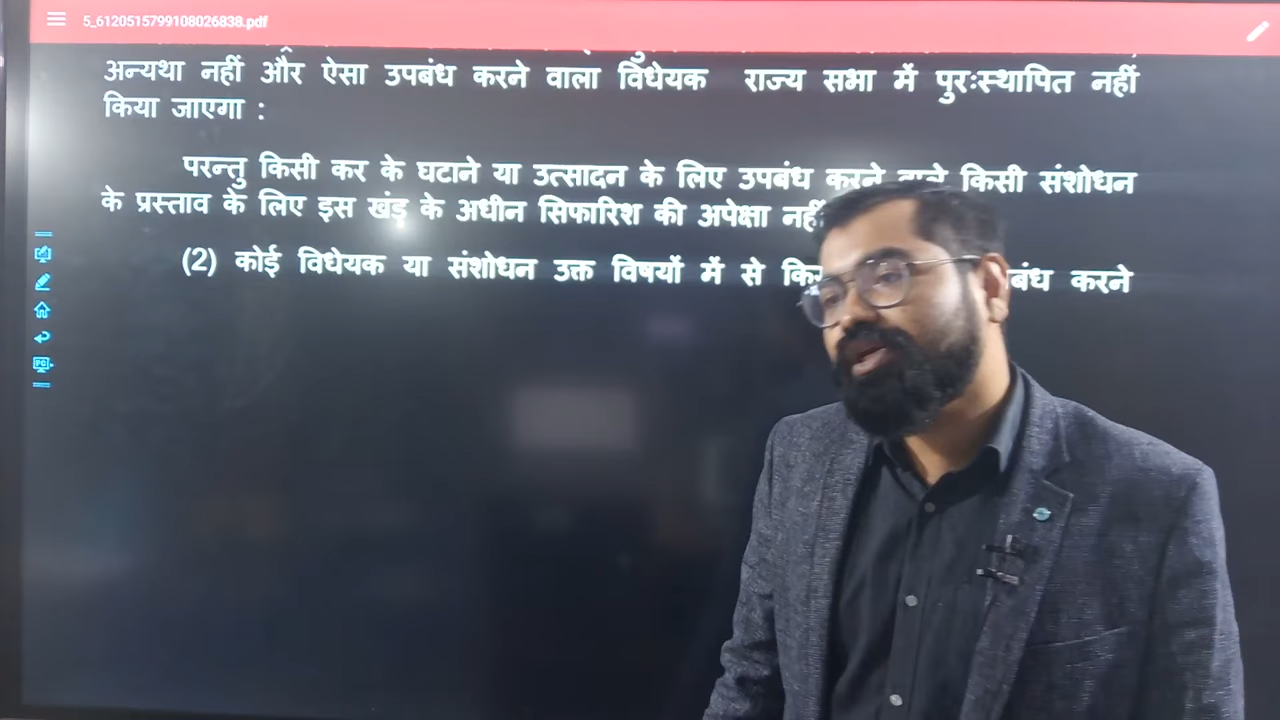 5_6120515799108026838.pdf
अन्यथा नहीं और ऐसा उपबंध करने वाला विधेयक राज्य सभा में पुरःस्थापित नहीं
किया जाएगा :
परन्तु किसी कर के घटाने या उत्सादन के लिए उपबंध करने वाले किसी संशोधन
के प्रस्ताव के लिए इस खंड के अधीन सिफारिश की अपेक्षा नहीं
(2) कोई विधेयक या संशोधन उक्त विषयों में से करने
PC